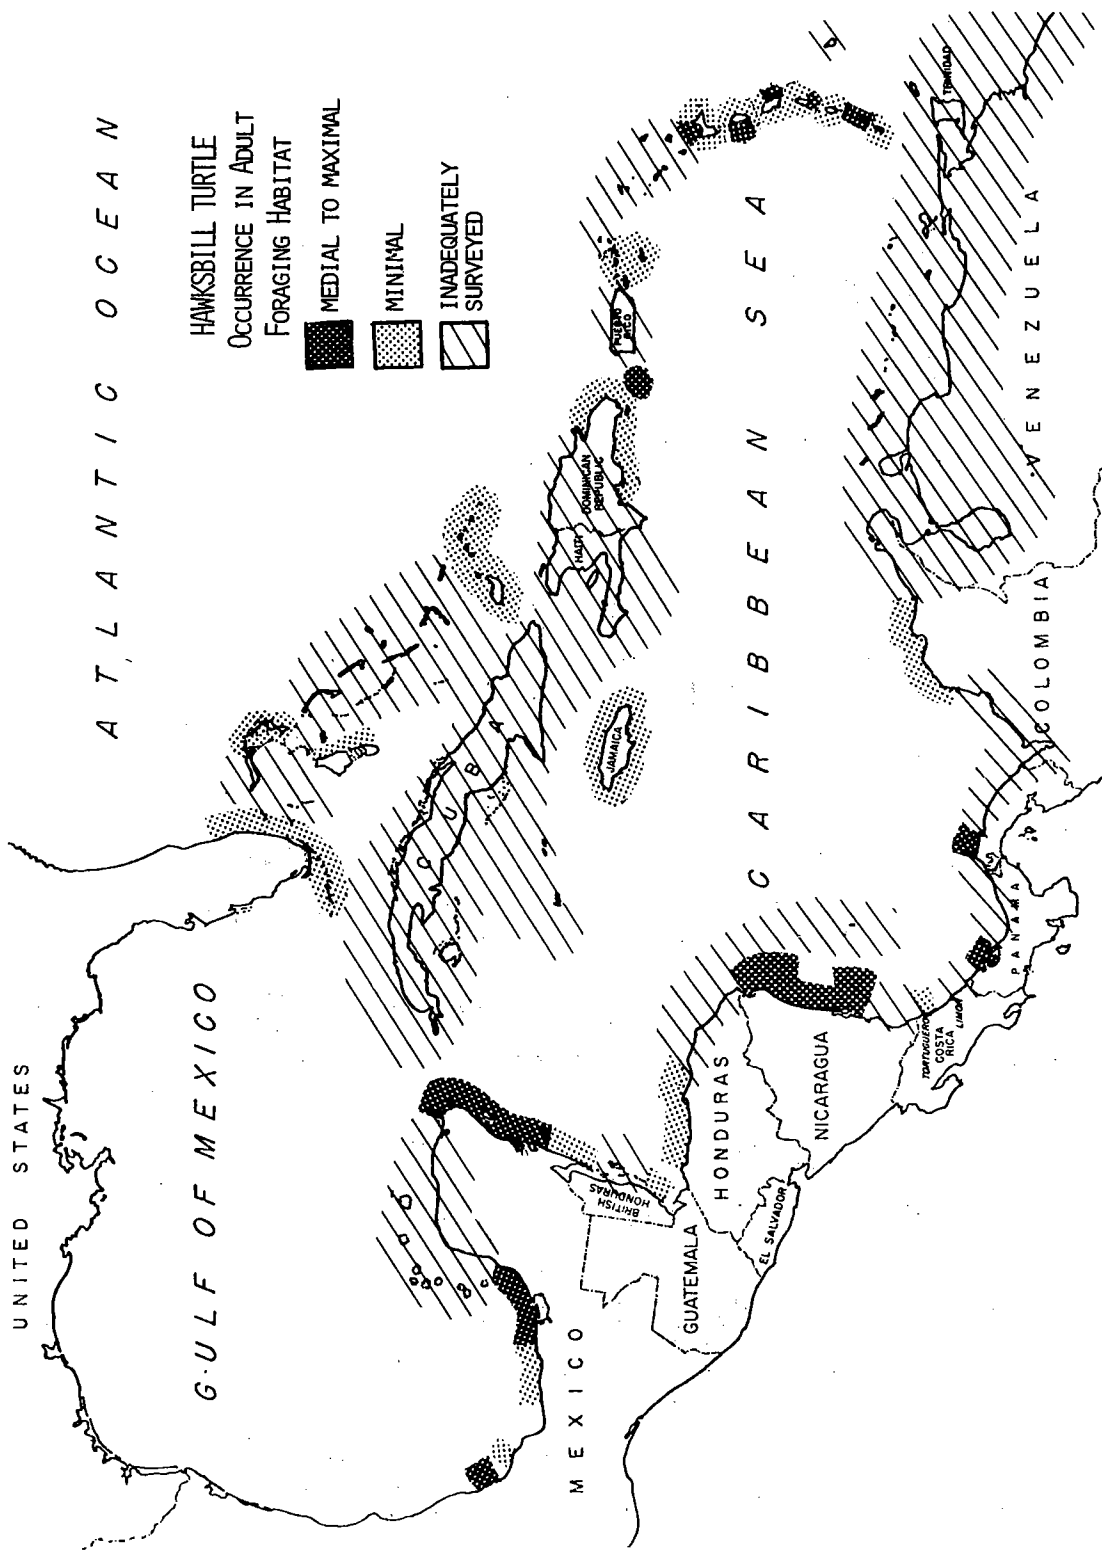 HAWKSBILL TURTLE
OCCURRENCE IN ADULT
FORAGING HABITAT
MEDIAL TO MAXIMAL
MINIMAL
INADEQUATELY
SURVEYED
ATLANTIC OCEAN
UNITED STATES
GULF OF MEXICO
CUBA
JAMAICA
HAITI
DOMINICAN
REPUBLIC
PUERTO
RICO
CARIBBEAN SEA
MEXICO
BRITISH
HONDURAS
GUATEMALA
HONDURAS
EL SALVADOR
NICARAGUA
TORTUGUERO
COSTA
RICA
LIMON
PANAMA
COLOMBIA
VENEZUELA
TRINIDAD